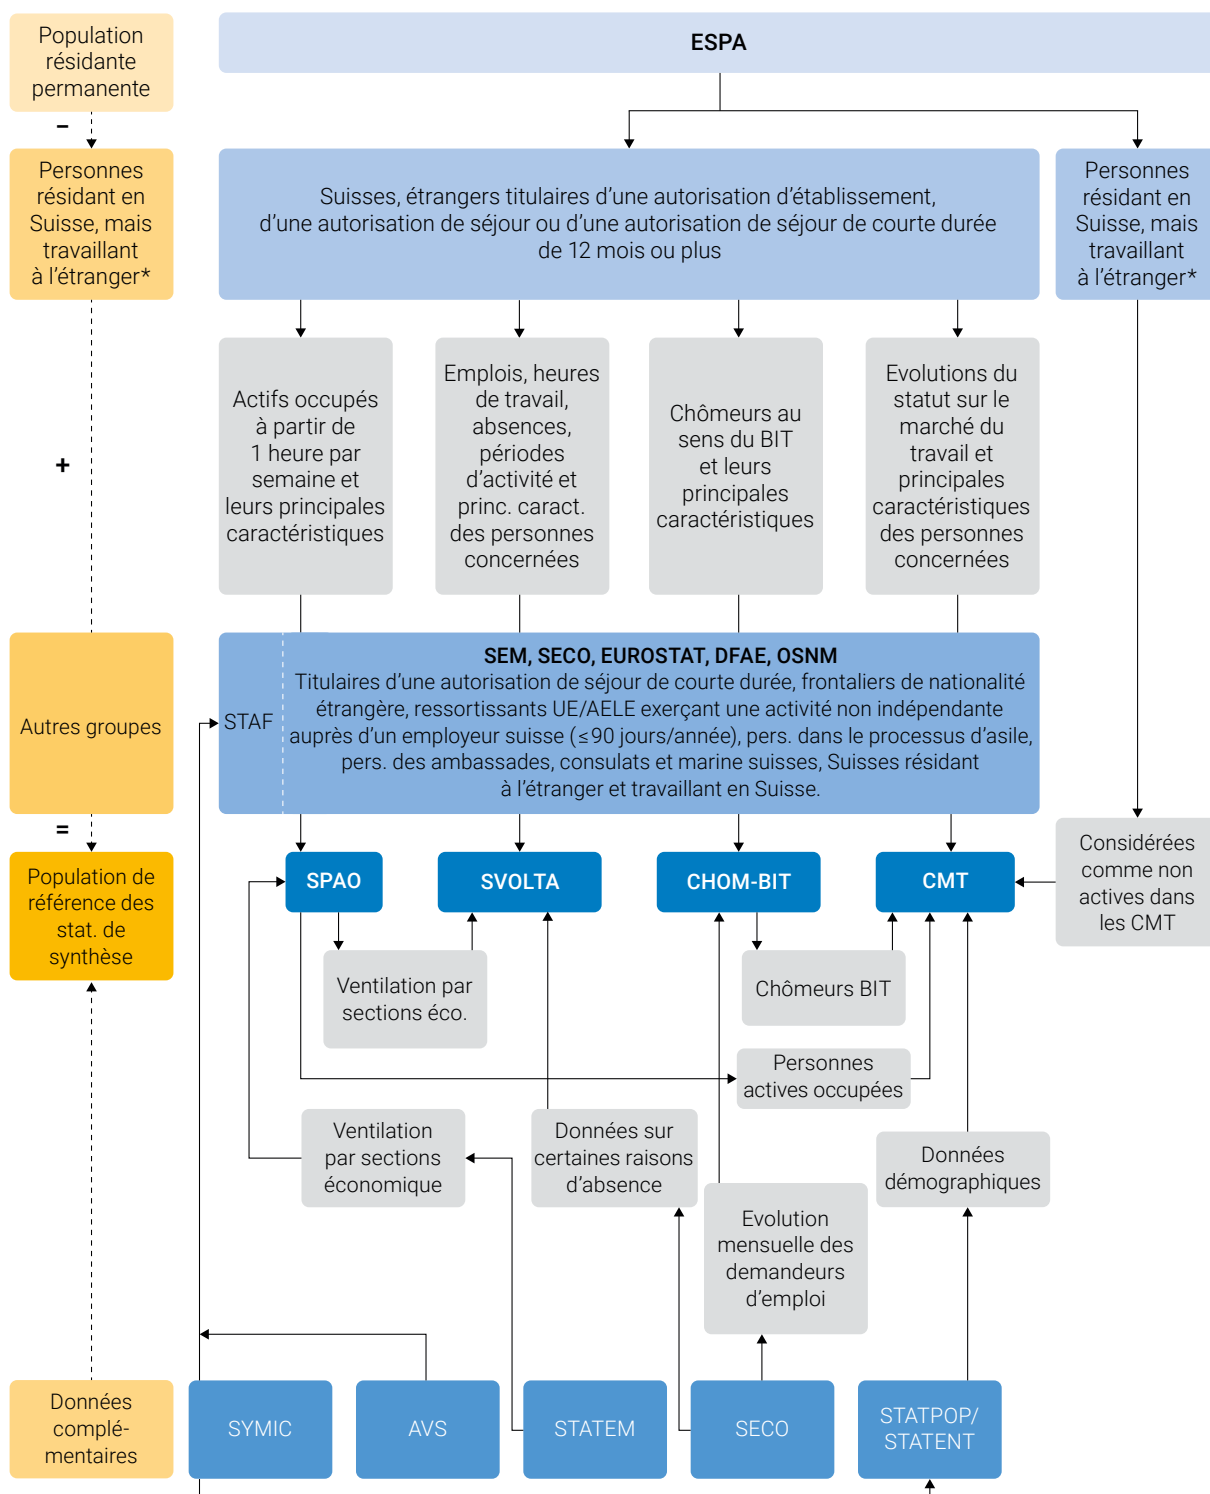 Population
résidante
permanente
ESPA
–
Personnes
résidant en
Suisse, mais
travaillant
à l’étranger*
Suisses, étrangers titulaires d’une autorisation d’établissement,
d’une autorisation de séjour ou d’une autorisation de séjour de courte durée
de 12 mois ou plus
Personnes
résidant en
Suisse, mais
travaillant
à l’étranger*
+
Actifs occupés
à partir de
1 heure par
semaine et
leurs principales
caractéristiques
Emplois, heures
de travail,
absences,
périodes
d’activité et
princ. caract.
des personnes
concernées
Chômeurs au
sens du BIT
et leurs
principales
caractéristiques
Evolutions du
statut sur le
marché du
travail et
principales
caractéristiques
des personnes
concernées
Autres groupes
STAF
SEM, SECO, EUROSTAT, DFAE, OSNM
Titulaires d’une autorisation de séjour de courte durée, frontaliers de nationalité
étrangère, ressortissants UE/AELE exerçant une activité non indépendante
auprès d’un employeur suisse (≤90 jours/année), pers. dans le processus d’asile,
pers. des ambassades, consulats et marine suisses, Suisses résidant
à l’étranger et travaillant en Suisse.
=
Population de
référence des
stat. de
synthèse
SPAO
SVOLTA
CHOM-BIT
CMT
Considérées
comme non
actives dans
les CMT
Ventilation par
sections éco.
Chômeurs BIT
Personnes
actives occupées
Ventilation
par sections
économique
Données sur
certaines raisons
d’absence
Données
démographiques
Evolution
mensuelle des
demandeurs
d’emploi
Données
complé-
mentaires
SYMIC
AVS
STATEM
SECO
STATPOP/
STATENT